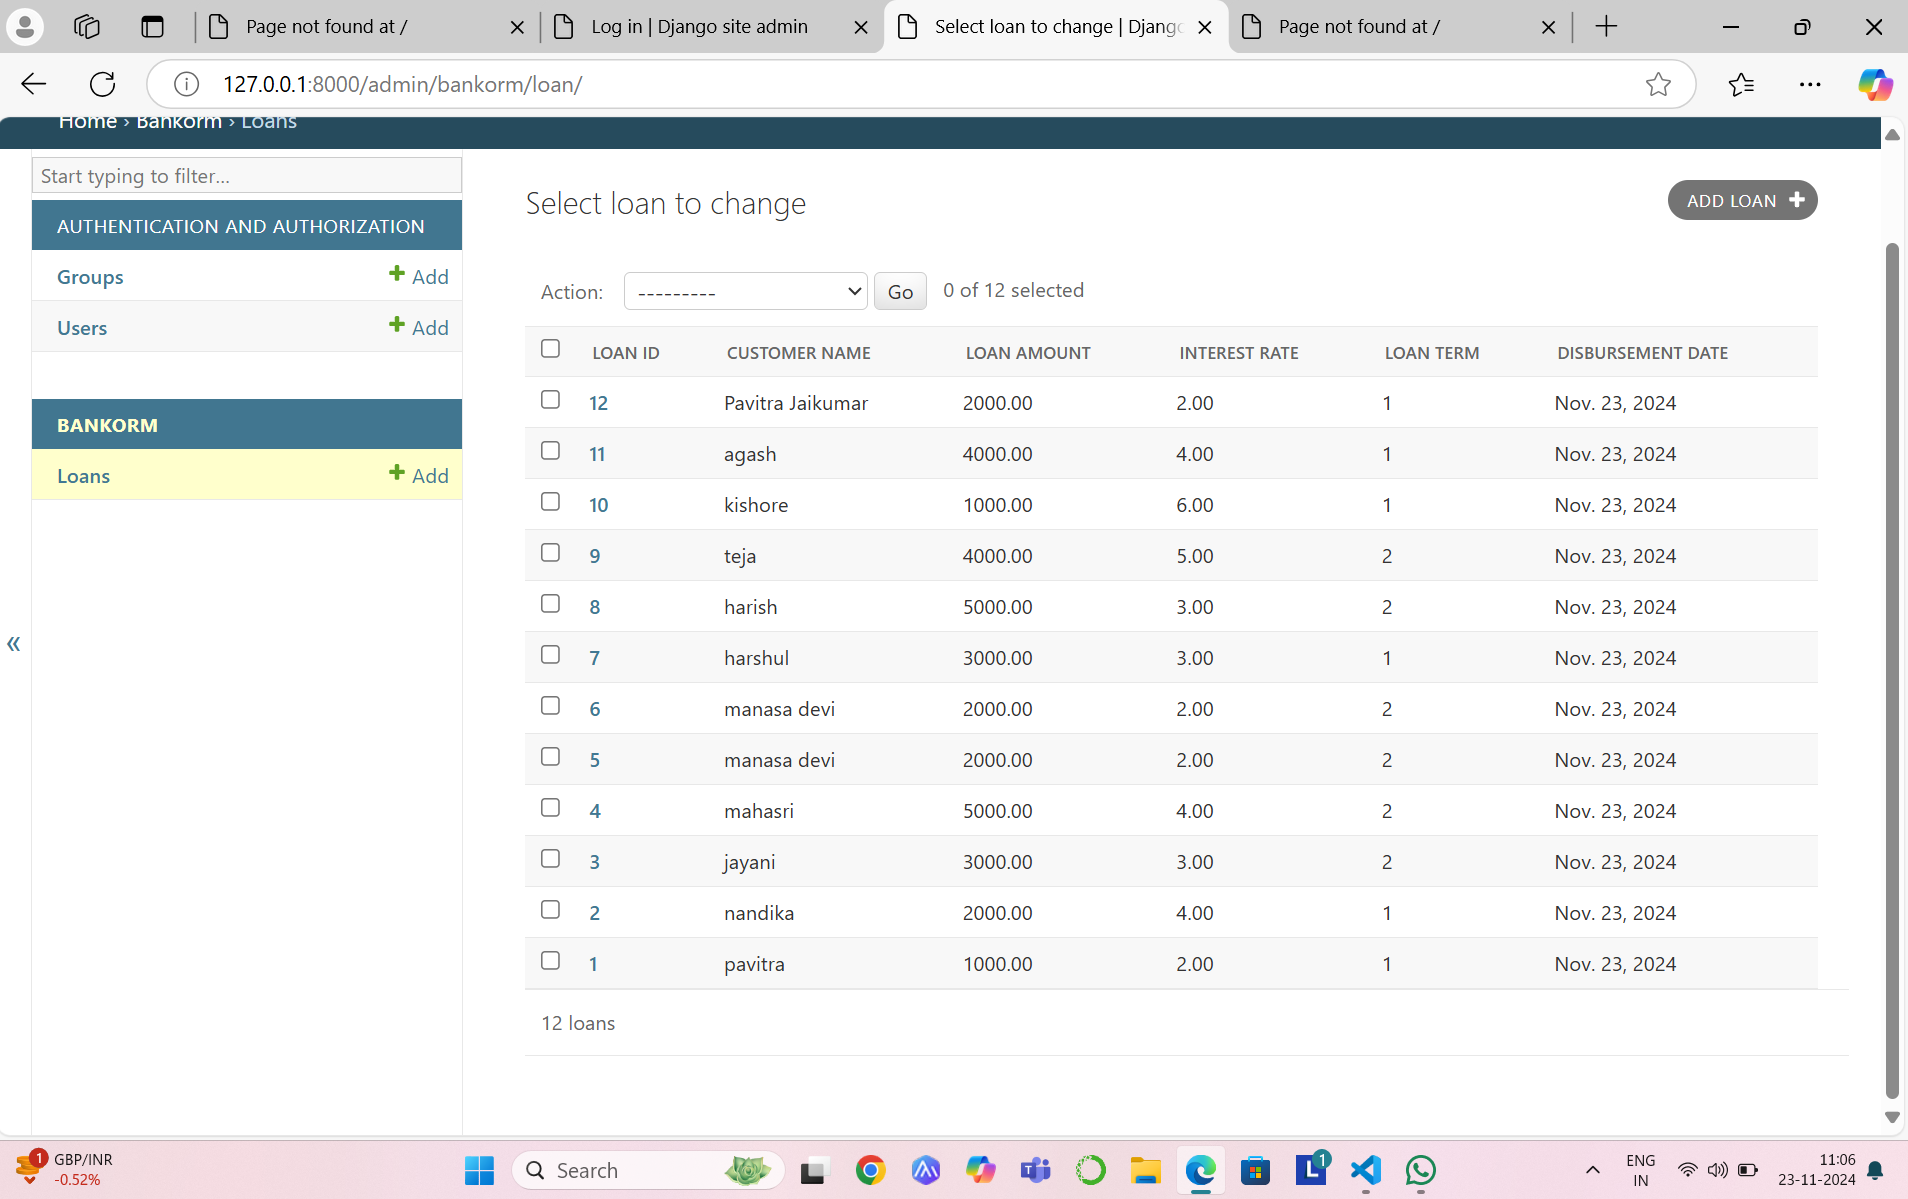 Page not found at /
Log in | Django site admin
Select loan to change | Django
Page not found at /
127.0.0.1:8000/admin/bankorm/loan/
Home › Bankorm › Loans
Start typing to filter...
AUTHENTICATION AND AUTHORIZATION
Groups + Add
Users + Add
BANKORM
Loans + Add
«
Select loan to change
ADD LOAN +
Action: --------- Go 0 of 12 selected
LOAN ID CUSTOMER NAME LOAN AMOUNT INTEREST RATE LOAN TERM DISBURSEMENT DATE
12 Pavitra Jaikumar 2000.00 2.00 1 Nov. 23, 2024
11 agash 4000.00 4.00 1 Nov. 23, 2024
10 kishore 1000.00 6.00 1 Nov. 23, 2024
9 teja 4000.00 5.00 2 Nov. 23, 2024
8 harish 5000.00 3.00 2 Nov. 23, 2024
7 harshul 3000.00 3.00 1 Nov. 23, 2024
6 manasa devi 2000.00 2.00 2 Nov. 23, 2024
5 manasa devi 2000.00 2.00 2 Nov. 23, 2024
4 mahasri 5000.00 4.00 2 Nov. 23, 2024
3 jayani 3000.00 3.00 2 Nov. 23, 2024
2 nandika 2000.00 4.00 1 Nov. 23, 2024
1 pavitra 1000.00 2.00 1 Nov. 23, 2024
12 loans
1
GBP/INR
-0.52%
Search
1
ENG
IN
11:06
23-11-2024